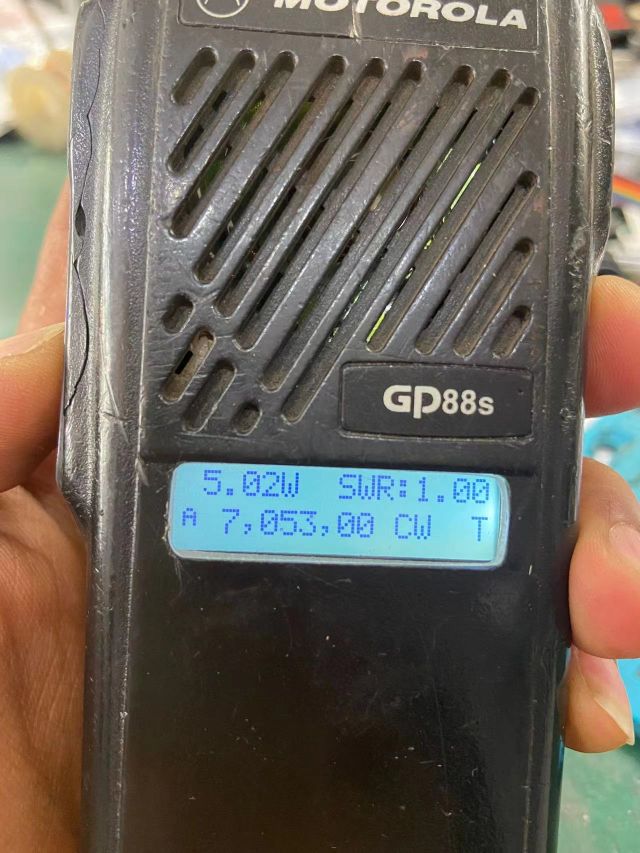 MOTOROLA
GP88s
5.02W SWR:1.00
A 7,053,00 CW T